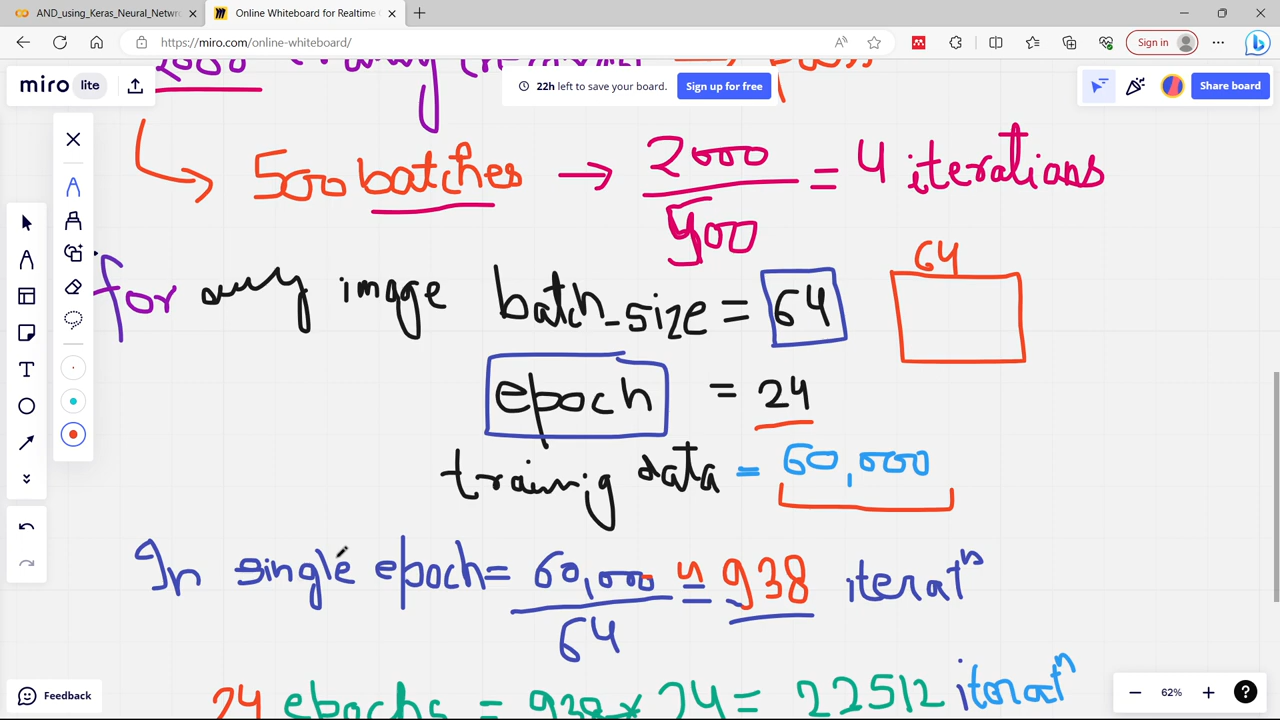 AND_using_Keras_Neural_Netwo
Online Whiteboard for Realtime C
https://miro.com/online-whiteboard/
Sign in
miro lite
22h left to save your board.
Sign up for free
Share board
500 batches → 2000 / 500 = 4 iterations
64
for any image batch_size = 64
epoch = 24
training data = 60,000
In single epoch = 60,000 / 64 ≃ 938 iteratⁿ
24 epochs = 938 * 24 = 22512 iteratⁿ
Feedback
62%